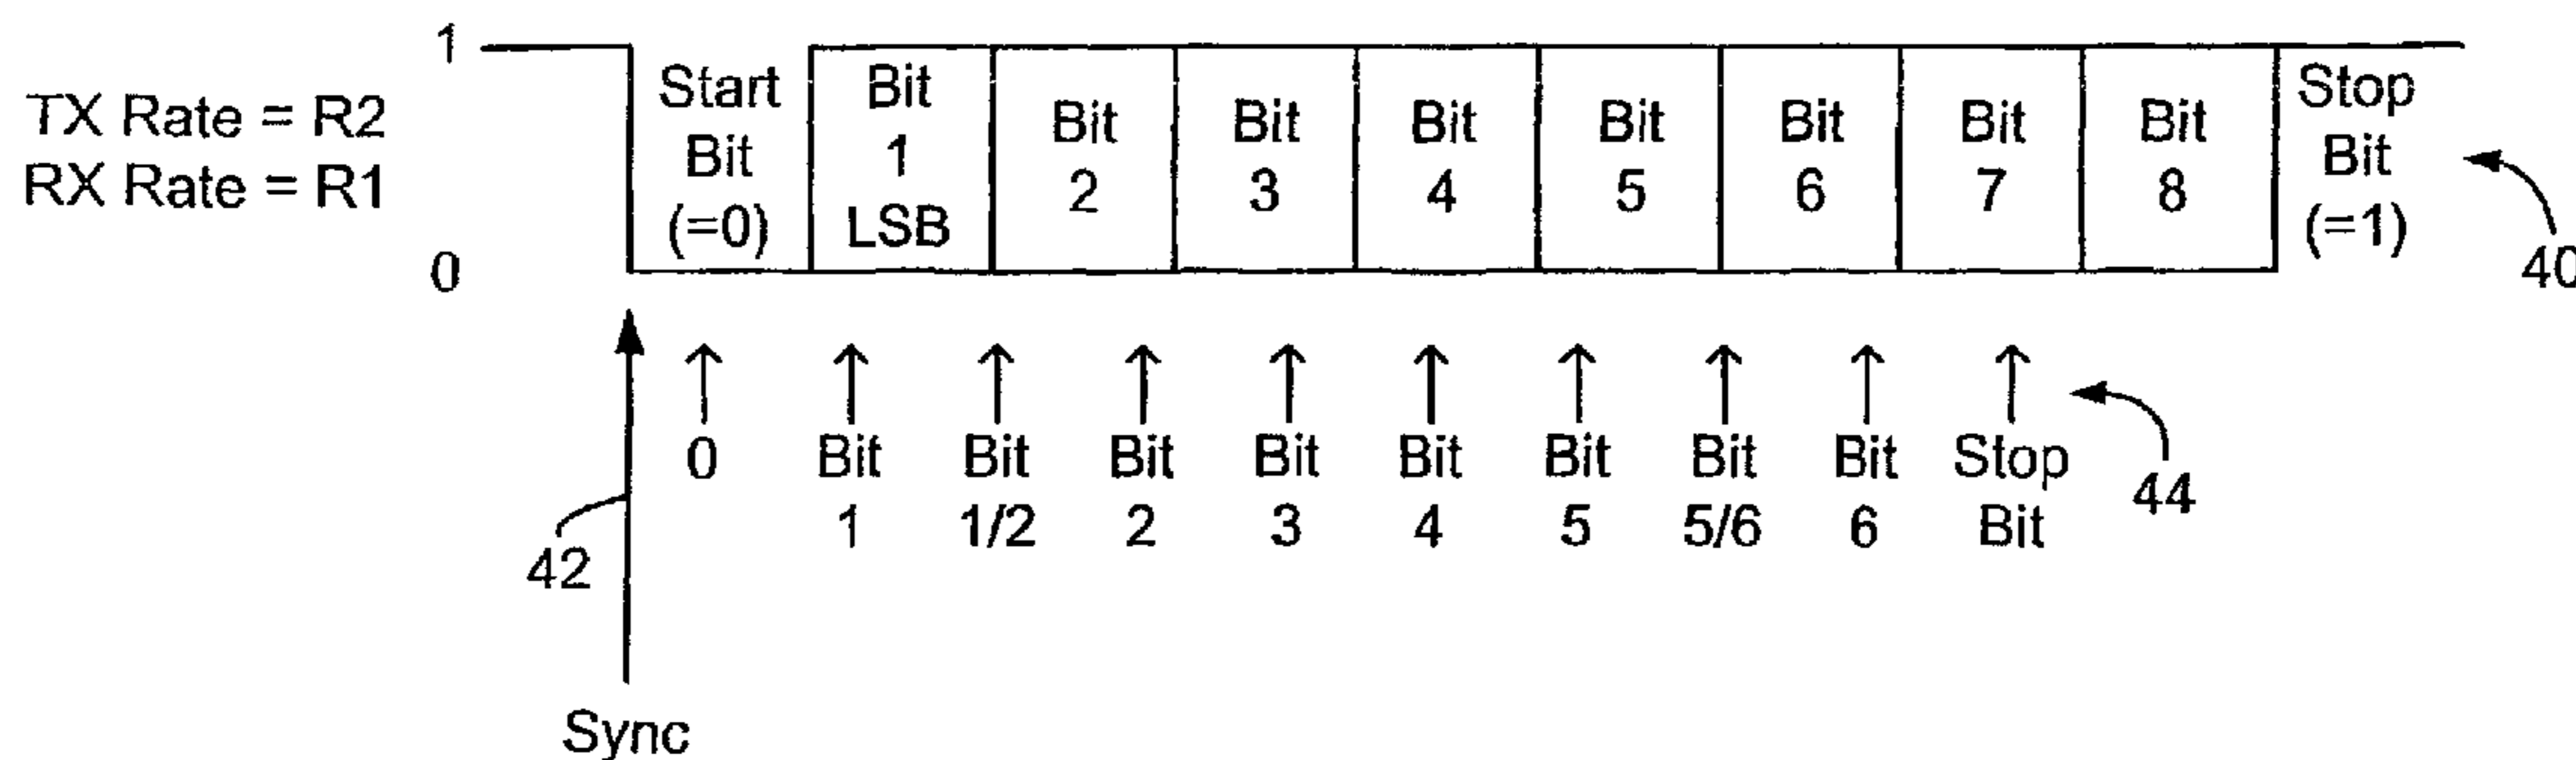 1
TX Rate = R2
RX Rate = R1
0
Start
Bit
(=0)
Bit
1
LSB
Bit
2
Bit
3
Bit
4
Bit
5
Bit
6
Bit
7
Bit
8
Stop
Bit
(=1)
40
0
Bit
1
Bit
1/2
Bit
2
Bit
3
Bit
4
Bit
5
Bit
5/6
Bit
6
Stop
Bit
44
42
Sync